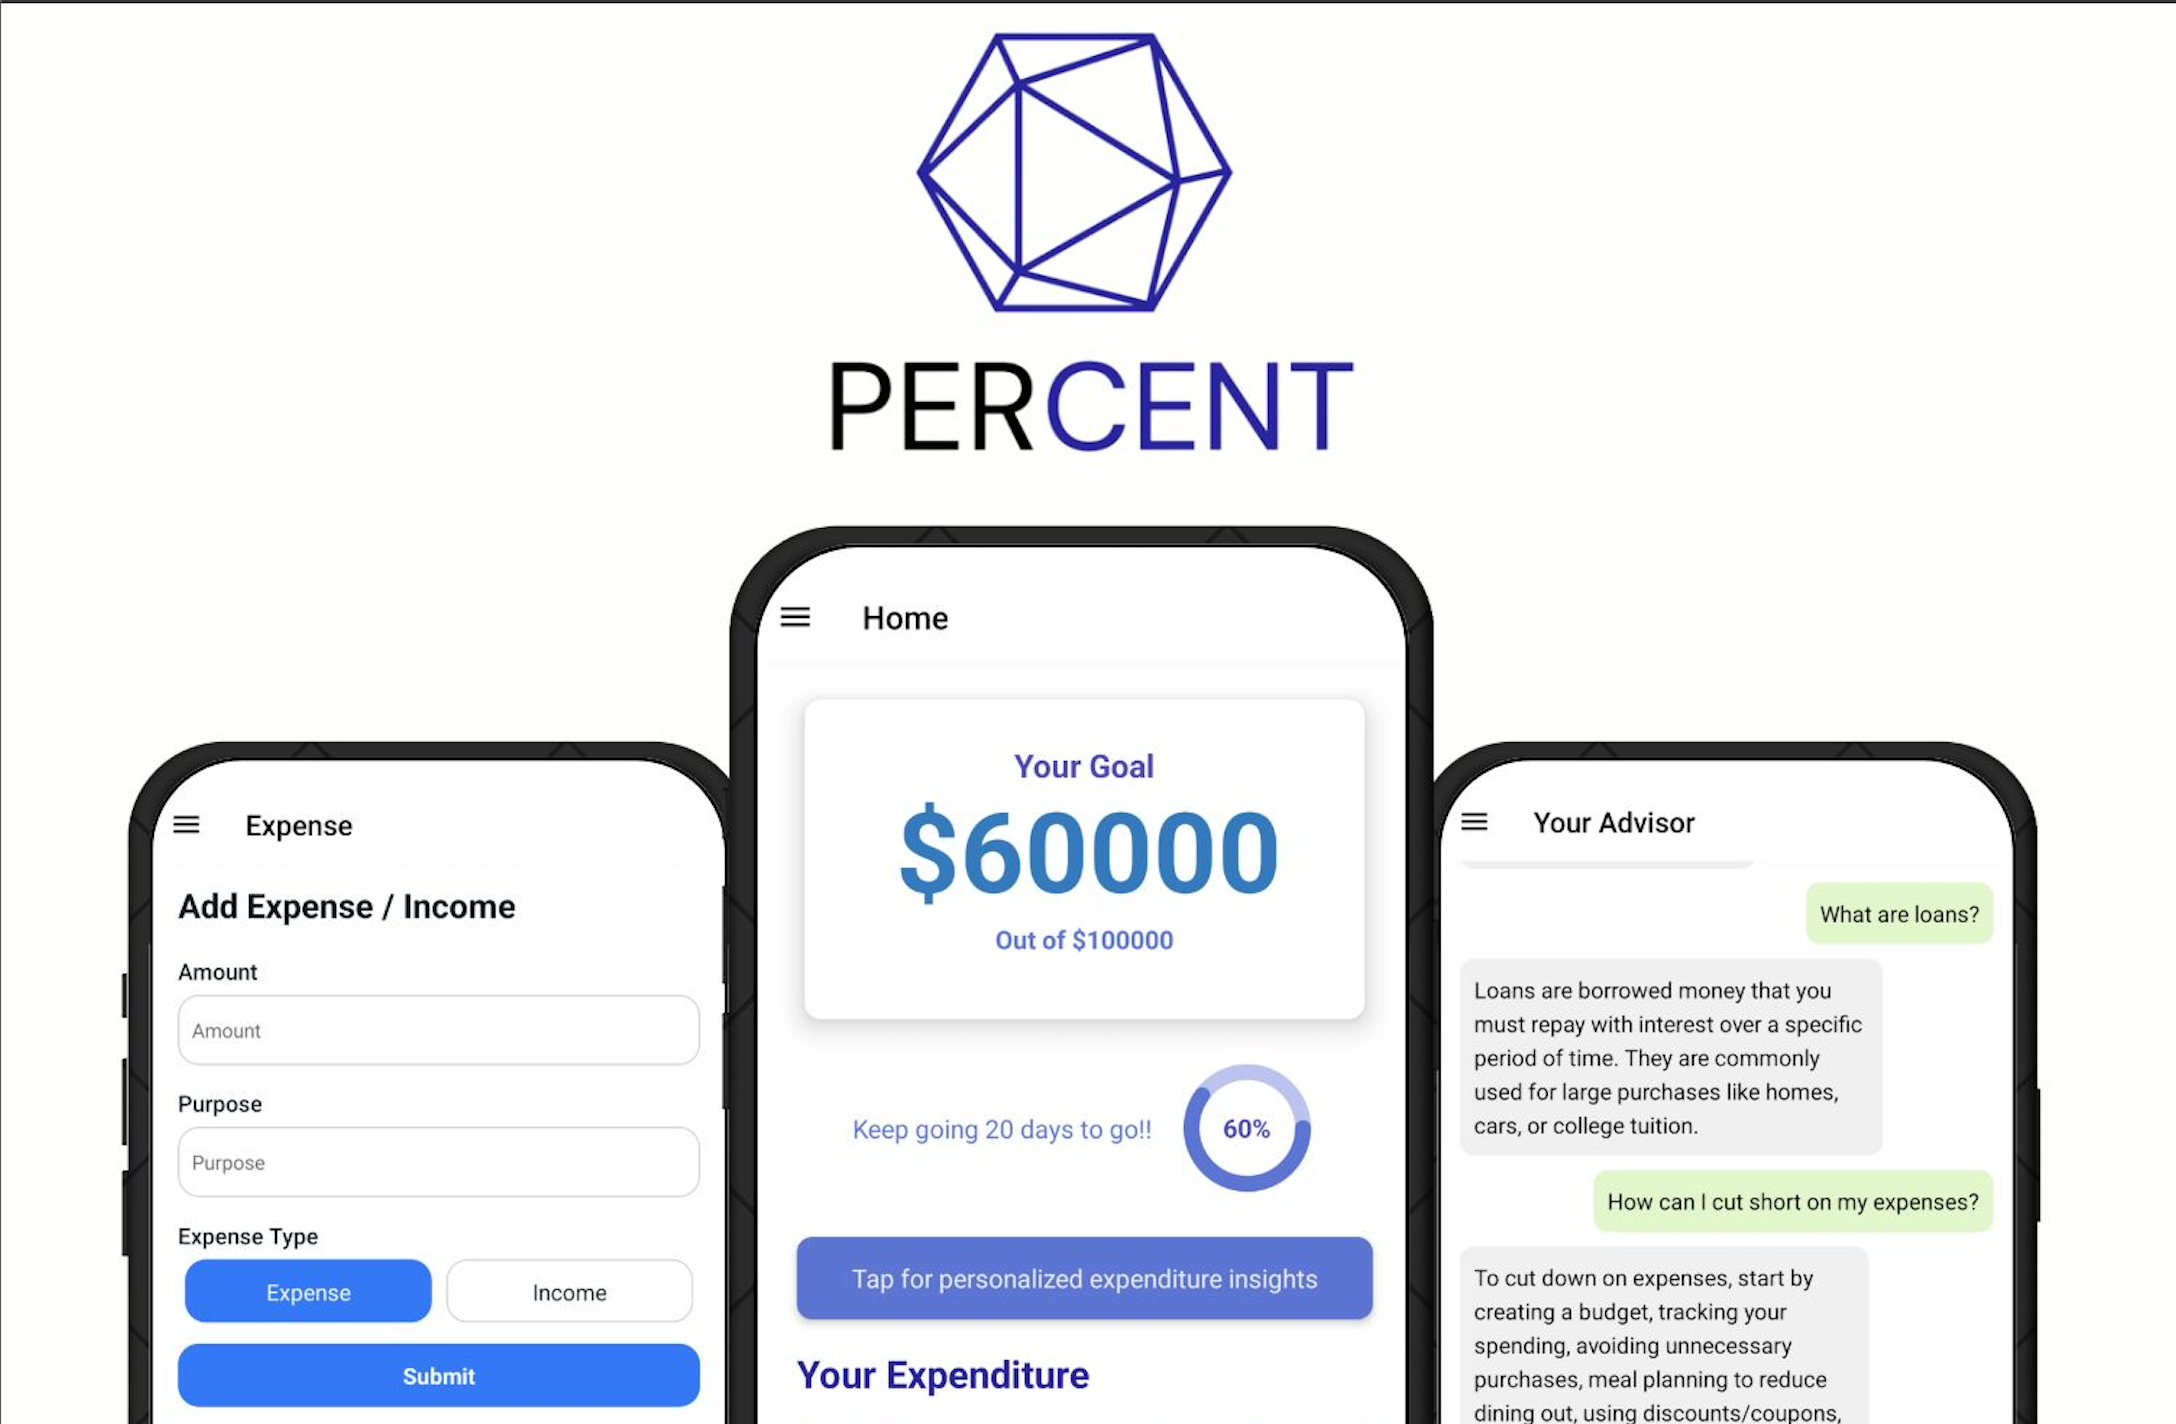 PERCENT
Expense
Add Expense / Income
Amount
Amount
Purpose
Purpose
Expense Type
Expense
Income
Submit
Home
Your Goal
$60000
Out of $100000
Keep going 20 days to go!!
60%
Tap for personalized expenditure insights
Your Expenditure
Your Advisor
What are loans?
Loans are borrowed money that you
must repay with interest over a specific
period of time. They are commonly
used for large purchases like homes,
cars, or college tuition.
How can I cut short on my expenses?
To cut down on expenses, start by
creating a budget, tracking your
spending, avoiding unnecessary
purchases, meal planning to reduce
dining out, using discounts/coupons,